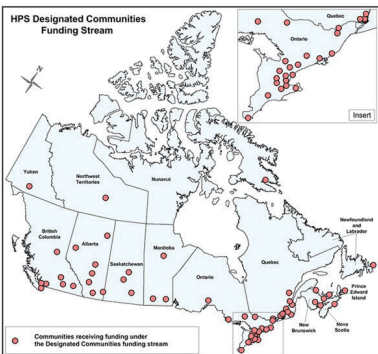 HPS Designated Communities
Funding Stream
Quebec
Ontario
Insert
Yukon
Northwest
Territories
Nunavut
British
Columbia
Alberta
Saskatchewan
Manitoba
Ontario
Quebec
Newfoundland
and
Labrador
Prince
Edward
Island
New
Brunswick
Nova
Scotia
Communities receiving funding under
the Designated Communities funding stream